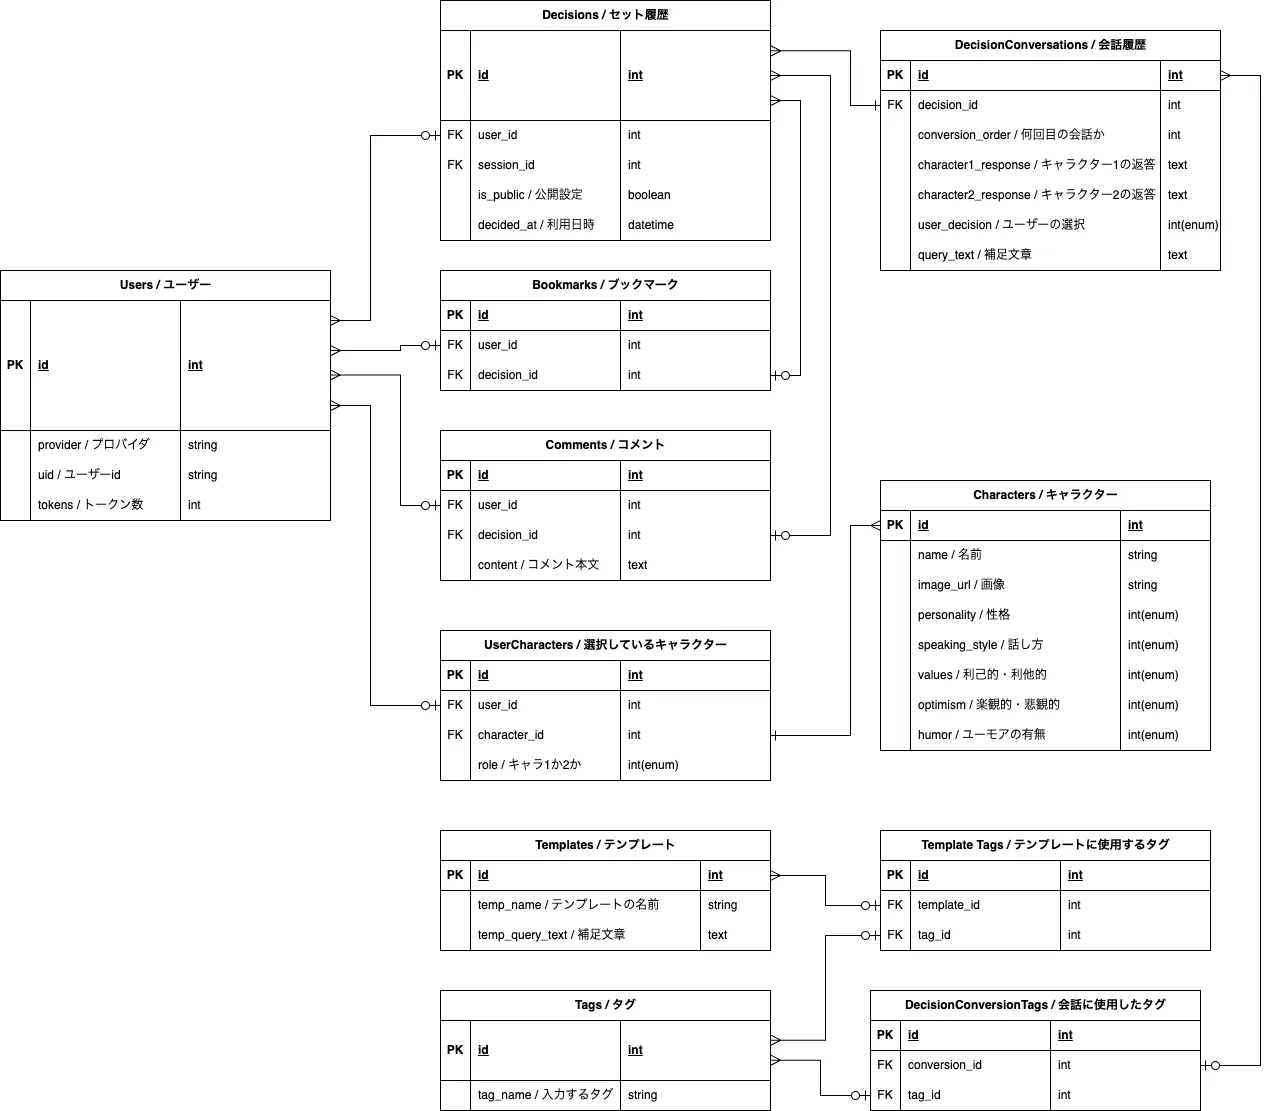 Decisions / セット履歴
PK id int
FK user_id int
FK session_id int
is_public / 公開設定 boolean
decided_at / 利用日時 datetime
DecisionConversations / 会話履歴
PK id int
FK decision_id int
conversion_order / 何回目の会話か int
character1_response / キャラクター1の返答 text
character2_response / キャラクター2の返答 text
user_decision / ユーザーの選択 int(enum)
query_text / 補足文章 text
Users / ユーザー
PK id int
provider / プロバイダ string
uid / ユーザーid string
tokens / トークン数 int
Bookmarks / ブックマーク
PK id int
FK user_id int
FK decision_id int
Comments / コメント
PK id int
FK user_id int
FK decision_id int
content / コメント本文 text
Characters / キャラクター
PK id int
name / 名前 string
image_url / 画像 string
personality / 性格 int(enum)
speaking_style / 話し方 int(enum)
values / 利己的・利他的 int(enum)
optimism / 楽観的・悲観的 int(enum)
humor / ユーモアの有無 int(enum)
UserCharacters / 選択しているキャラクター
PK id int
FK user_id int
FK character_id int
role / キャラ1か2か int(enum)
Templates / テンプレート
PK id int
temp_name / テンプレートの名前 string
temp_query_text / 補足文章 text
Template Tags / テンプレートに使用するタグ
PK id int
FK template_id int
FK tag_id int
Tags / タグ
PK id int
tag_name / 入力するタグ string
DecisionConversionTags / 会話に使用したタグ
PK id int
FK conversion_id int
FK tag_id int